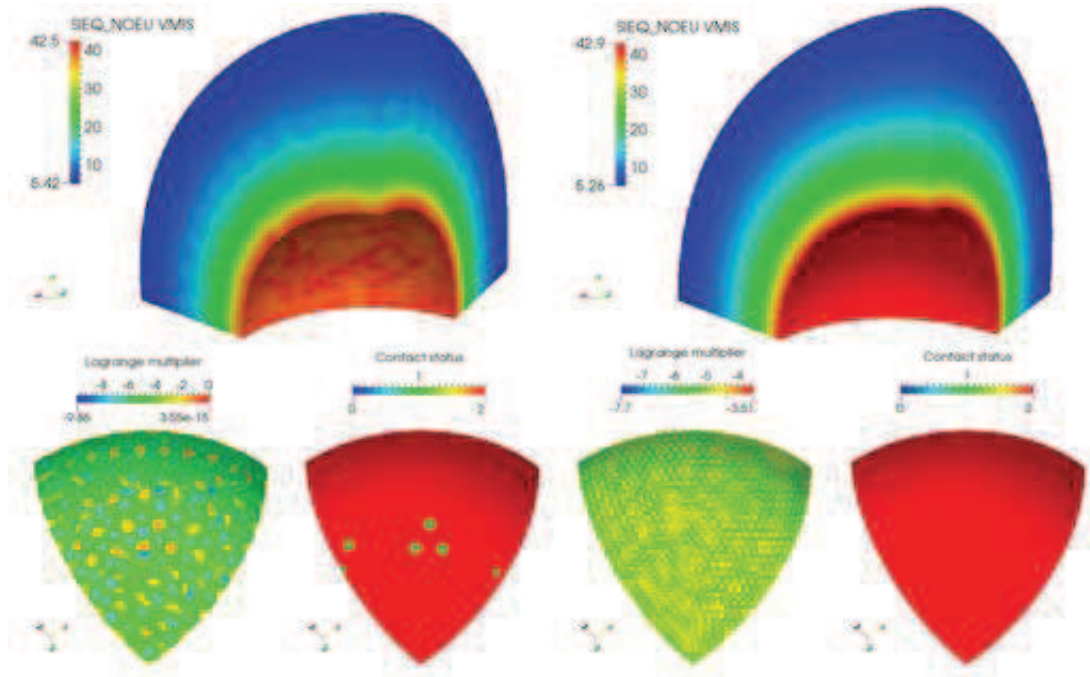 SIEQ_NOEU VMIS
42.5
40
30
20
10
5.42
SIEQ_NOEU VMIS
42.9
40
30
20
10
5.26
Lagrange multiplier
-8 -6 -4 -2 0
-9.86 3.55e-15
Contact status
1
0 2
Lagrange multiplier
-7 -6 -5 -4
-7.7 -3.51
Contact status
1
0 2